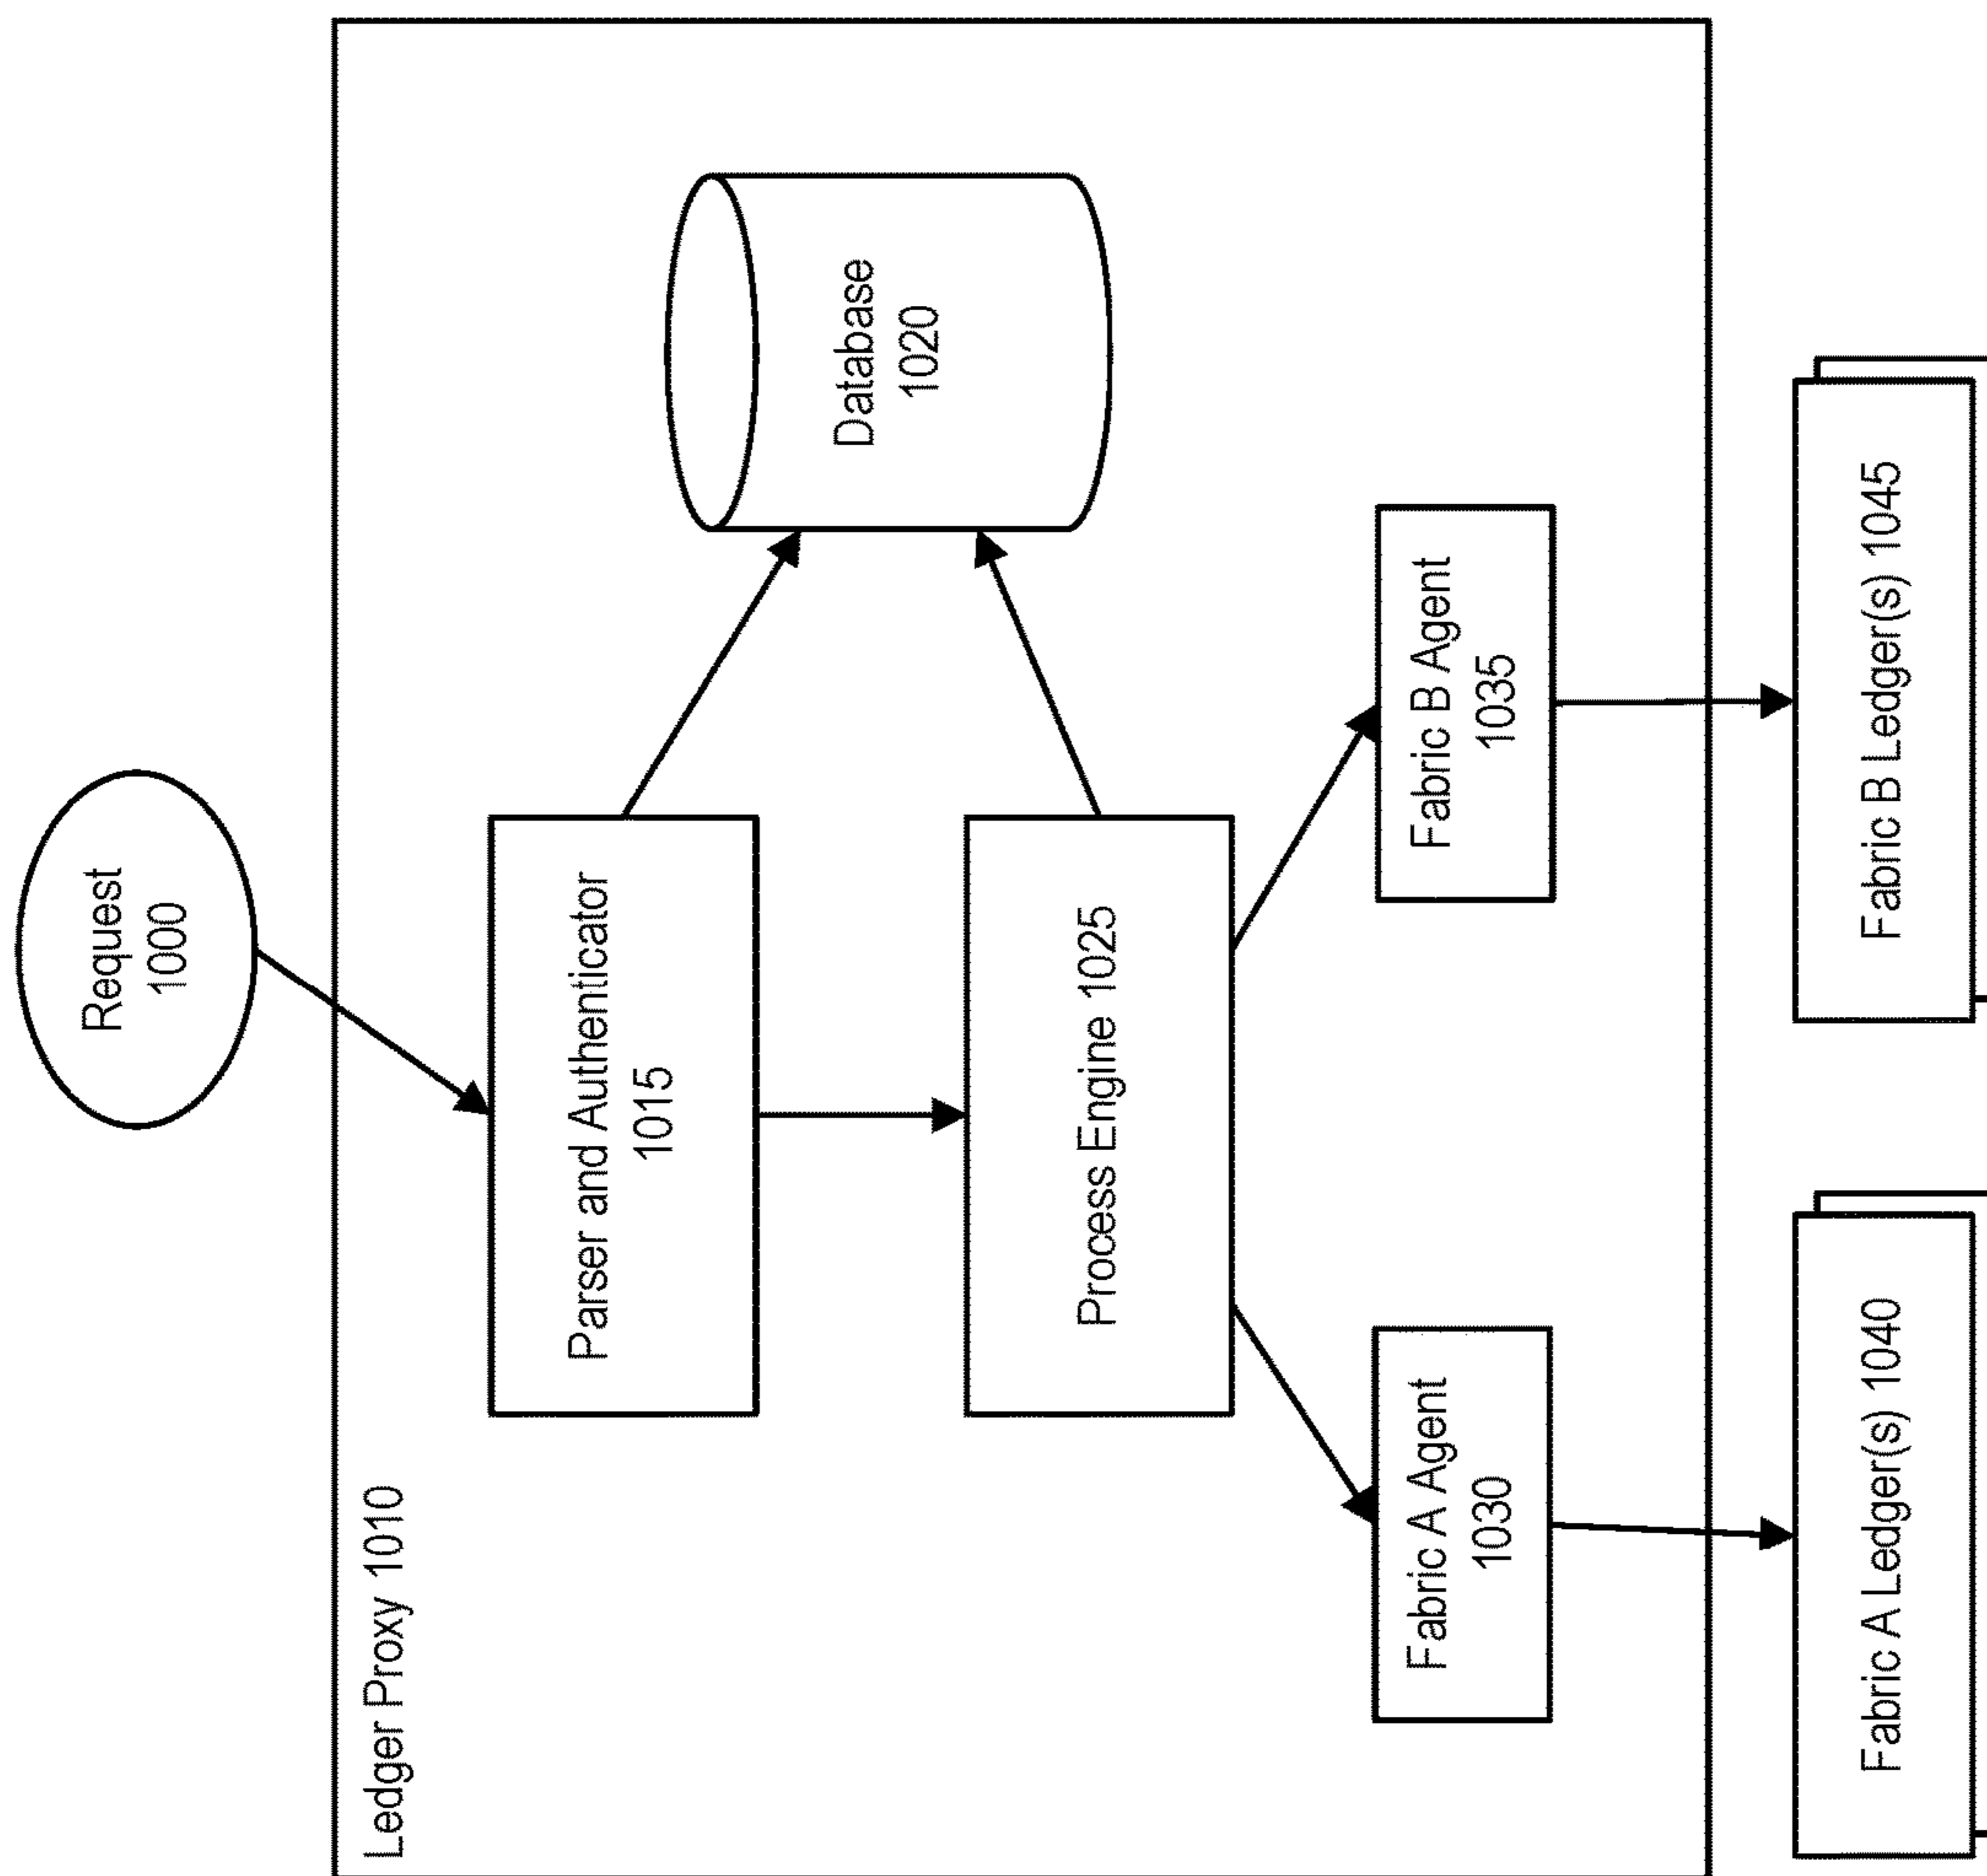 Request
1000
Ledger Proxy 1010
Parser and Authenticator
1015
Database
1020
Process Engine 1025
Fabric A Agent
1030
Fabric B Agent
1035
Fabric A Ledger(s) 1040
Fabric B Ledger(s) 1045